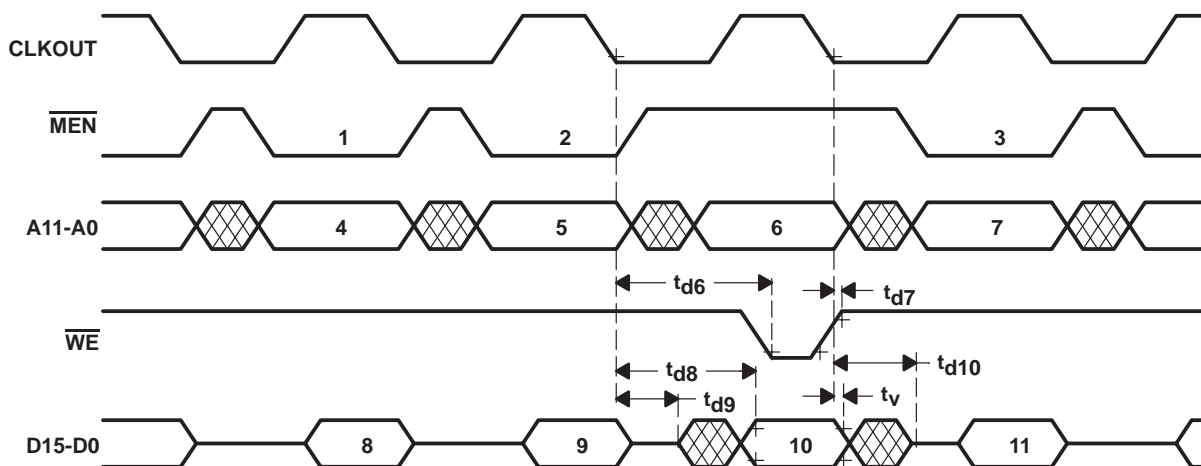 CLKOUT
MEN
1 2 3
A11-A0
4 5 6 7
td6
td7
WE
td8
td10
td9
tv
D15-D0
8 9 10 11